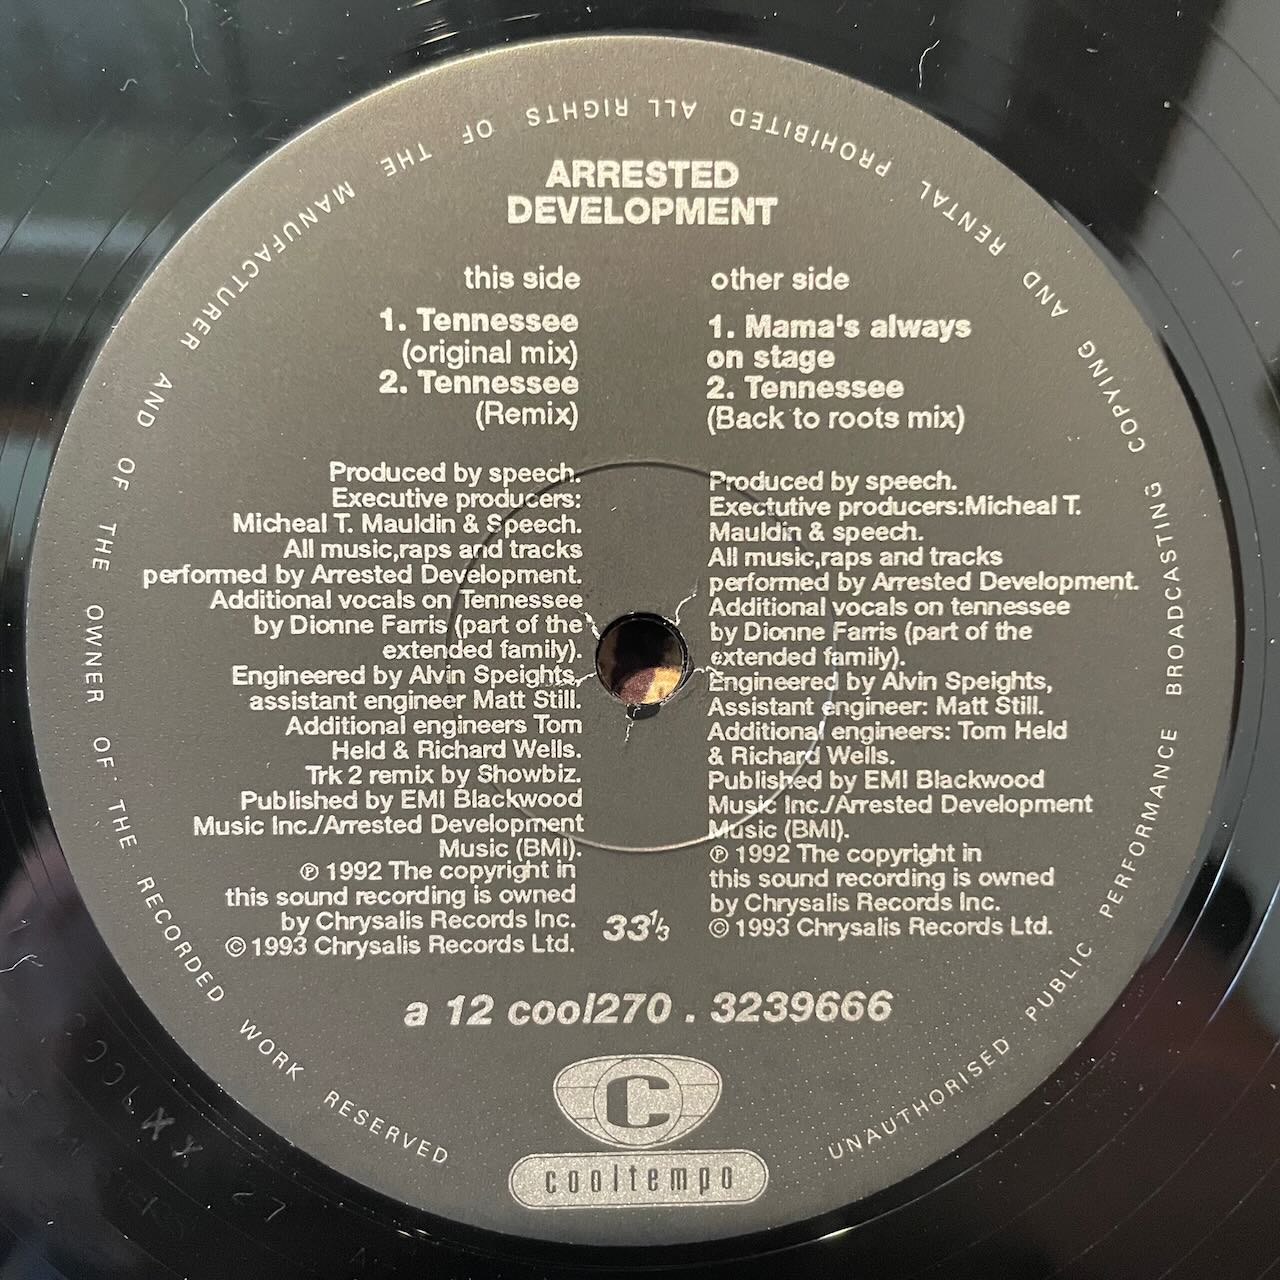 ARRESTED
DEVELOPMENT
this side
1. Tennessee
(original mix)
2. Tennessee
(Remix)
Produced by speech.
Executive producers:
Micheal T. Mauldin & Speech.
All music,raps and tracks
performed by Arrested Development.
Additional vocals on Tennessee
by Dionne Farris (part of the
extended family).
Engineered by Alvin Speights,
assistant engineer Matt Still.
Additional engineers Tom
Held & Richard Wells.
Trk 2 remix by Showbiz.
Published by EMI Blackwood
Music Inc./Arrested Development
Music (BMI).
℗ 1992 The copyright in
this sound recording is owned
by Chrysalis Records Inc.
© 1993 Chrysalis Records Ltd.
other side
1. Mama's always
on stage
2. Tennessee
(Back to roots mix)
Produced by speech.
Exectutive producers:Micheal T.
Mauldin & speech.
All music,raps and tracks
performed by Arrested Development.
Additional vocals on tennessee
by Dionne Farris (part of the
extended family).
Engineered by Alvin Speights,
Assistant engineer: Matt Still.
Additional engineers: Tom Held
& Richard Wells.
Published by EMI Blackwood
Music Inc./Arrested Development
Music (BMI).
℗ 1992 The copyright in
this sound recording is owned
by Chrysalis Records Inc.
© 1993 Chrysalis Records Ltd.
33⅓
a 12 cool270 . 3239666
C
cooltempo
UNAUTHORISED PUBLIC PERFORMANCE BROADCASTING COPYING AND RENTAL PROHIBITED ALL RIGHTS OF THE MANUFACTURER AND OF THE OWNER OF THE RECORDED WORK RESERVED